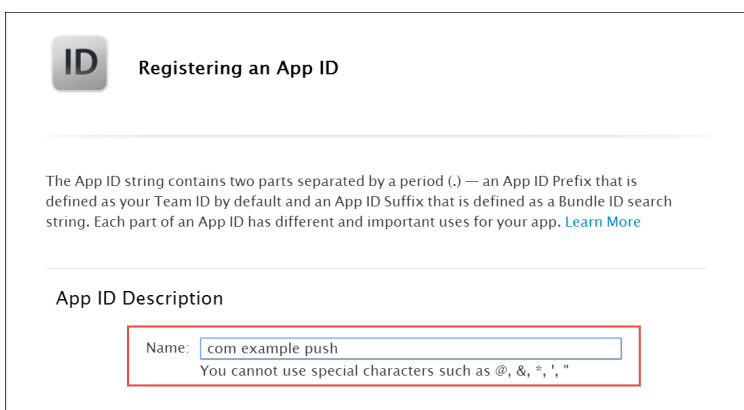 ID
Registering an App ID
The App ID string contains two parts separated by a period (.) — an App ID Prefix that is
defined as your Team ID by default and an App ID Suffix that is defined as a Bundle ID search
string. Each part of an App ID has different and important uses for your app. Learn More
App ID Description
Name: com example push
You cannot use special characters such as @, &, *, ', "